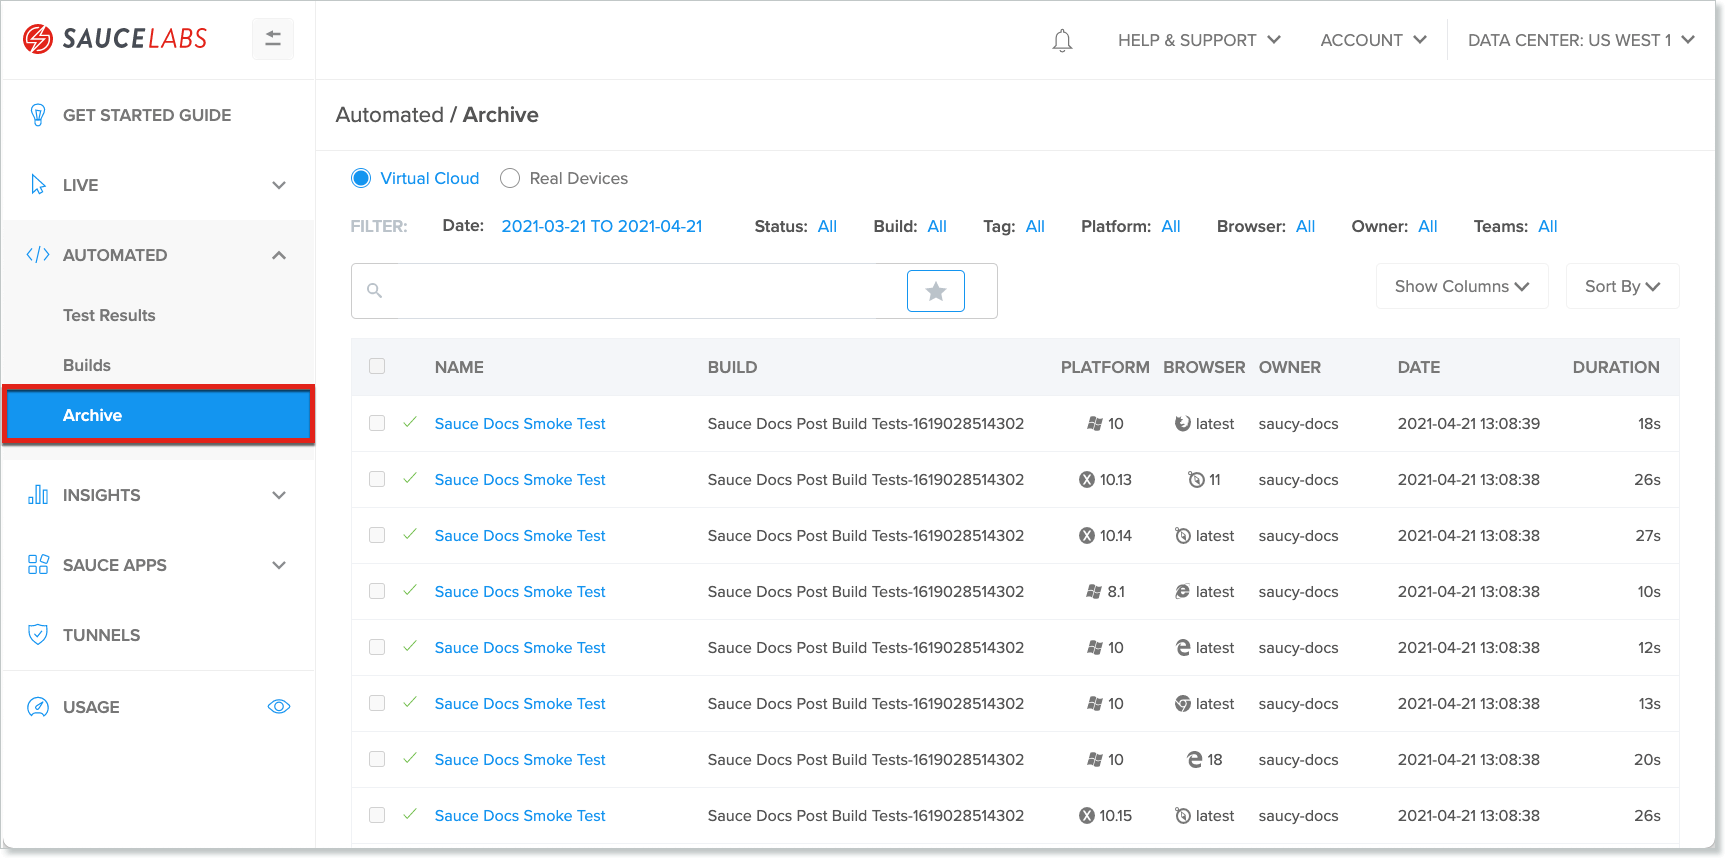 SAUCELABS
HELP & SUPPORT
ACCOUNT
DATA CENTER: US WEST 1
GET STARTED GUIDE
LIVE
AUTOMATED
Test Results
Builds
Archive
INSIGHTS
SAUCE APPS
TUNNELS
USAGE
Automated / Archive
Virtual Cloud Real Devices
FILTER: Date: 2021-03-21 TO 2021-04-21 Status: All Build: All Tag: All Platform: All Browser: All Owner: All Teams: All
Show Columns Sort By
NAME BUILD PLATFORM BROWSER OWNER DATE DURATION
Sauce Docs Smoke Test Sauce Docs Post Build Tests-1619028514302 10 latest saucy-docs 2021-04-21 13:08:39 18s
Sauce Docs Smoke Test Sauce Docs Post Build Tests-1619028514302 10.13 11 saucy-docs 2021-04-21 13:08:38 26s
Sauce Docs Smoke Test Sauce Docs Post Build Tests-1619028514302 10.14 latest saucy-docs 2021-04-21 13:08:38 27s
Sauce Docs Smoke Test Sauce Docs Post Build Tests-1619028514302 8.1 latest saucy-docs 2021-04-21 13:08:38 10s
Sauce Docs Smoke Test Sauce Docs Post Build Tests-1619028514302 10 latest saucy-docs 2021-04-21 13:08:38 12s
Sauce Docs Smoke Test Sauce Docs Post Build Tests-1619028514302 10 latest saucy-docs 2021-04-21 13:08:38 13s
Sauce Docs Smoke Test Sauce Docs Post Build Tests-1619028514302 10 18 saucy-docs 2021-04-21 13:08:38 20s
Sauce Docs Smoke Test Sauce Docs Post Build Tests-1619028514302 10.15 latest saucy-docs 2021-04-21 13:08:38 26s